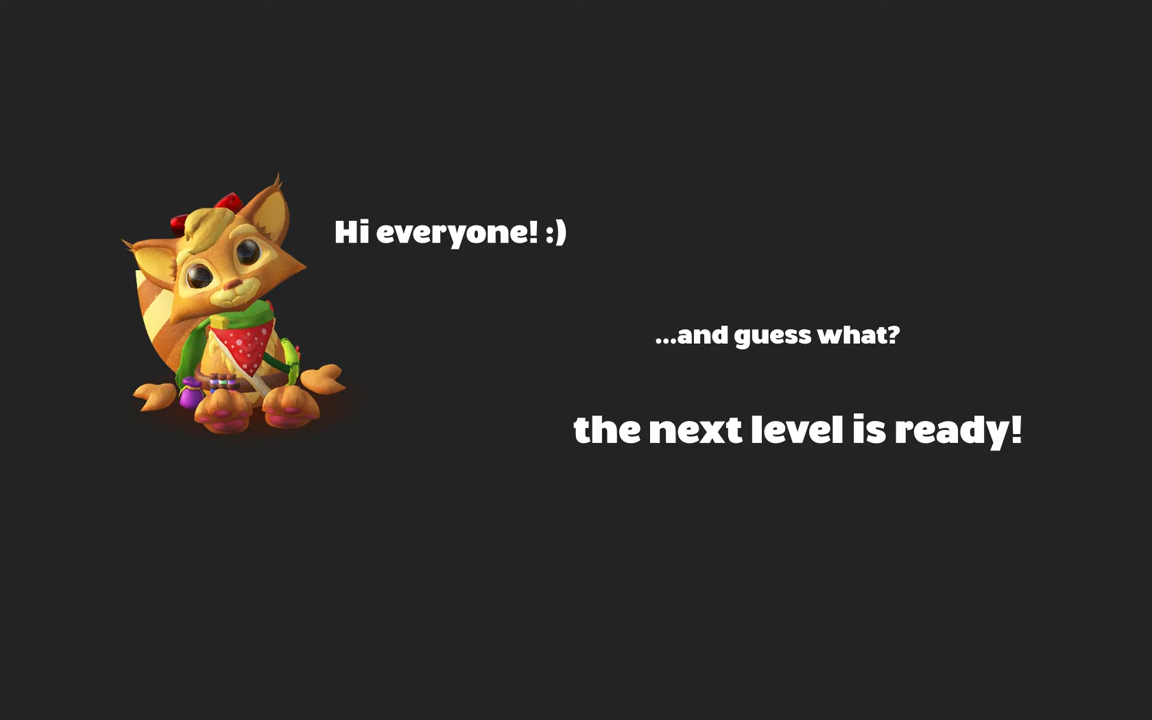 Hi everyone! :)
...and guess what?
the next level is ready!